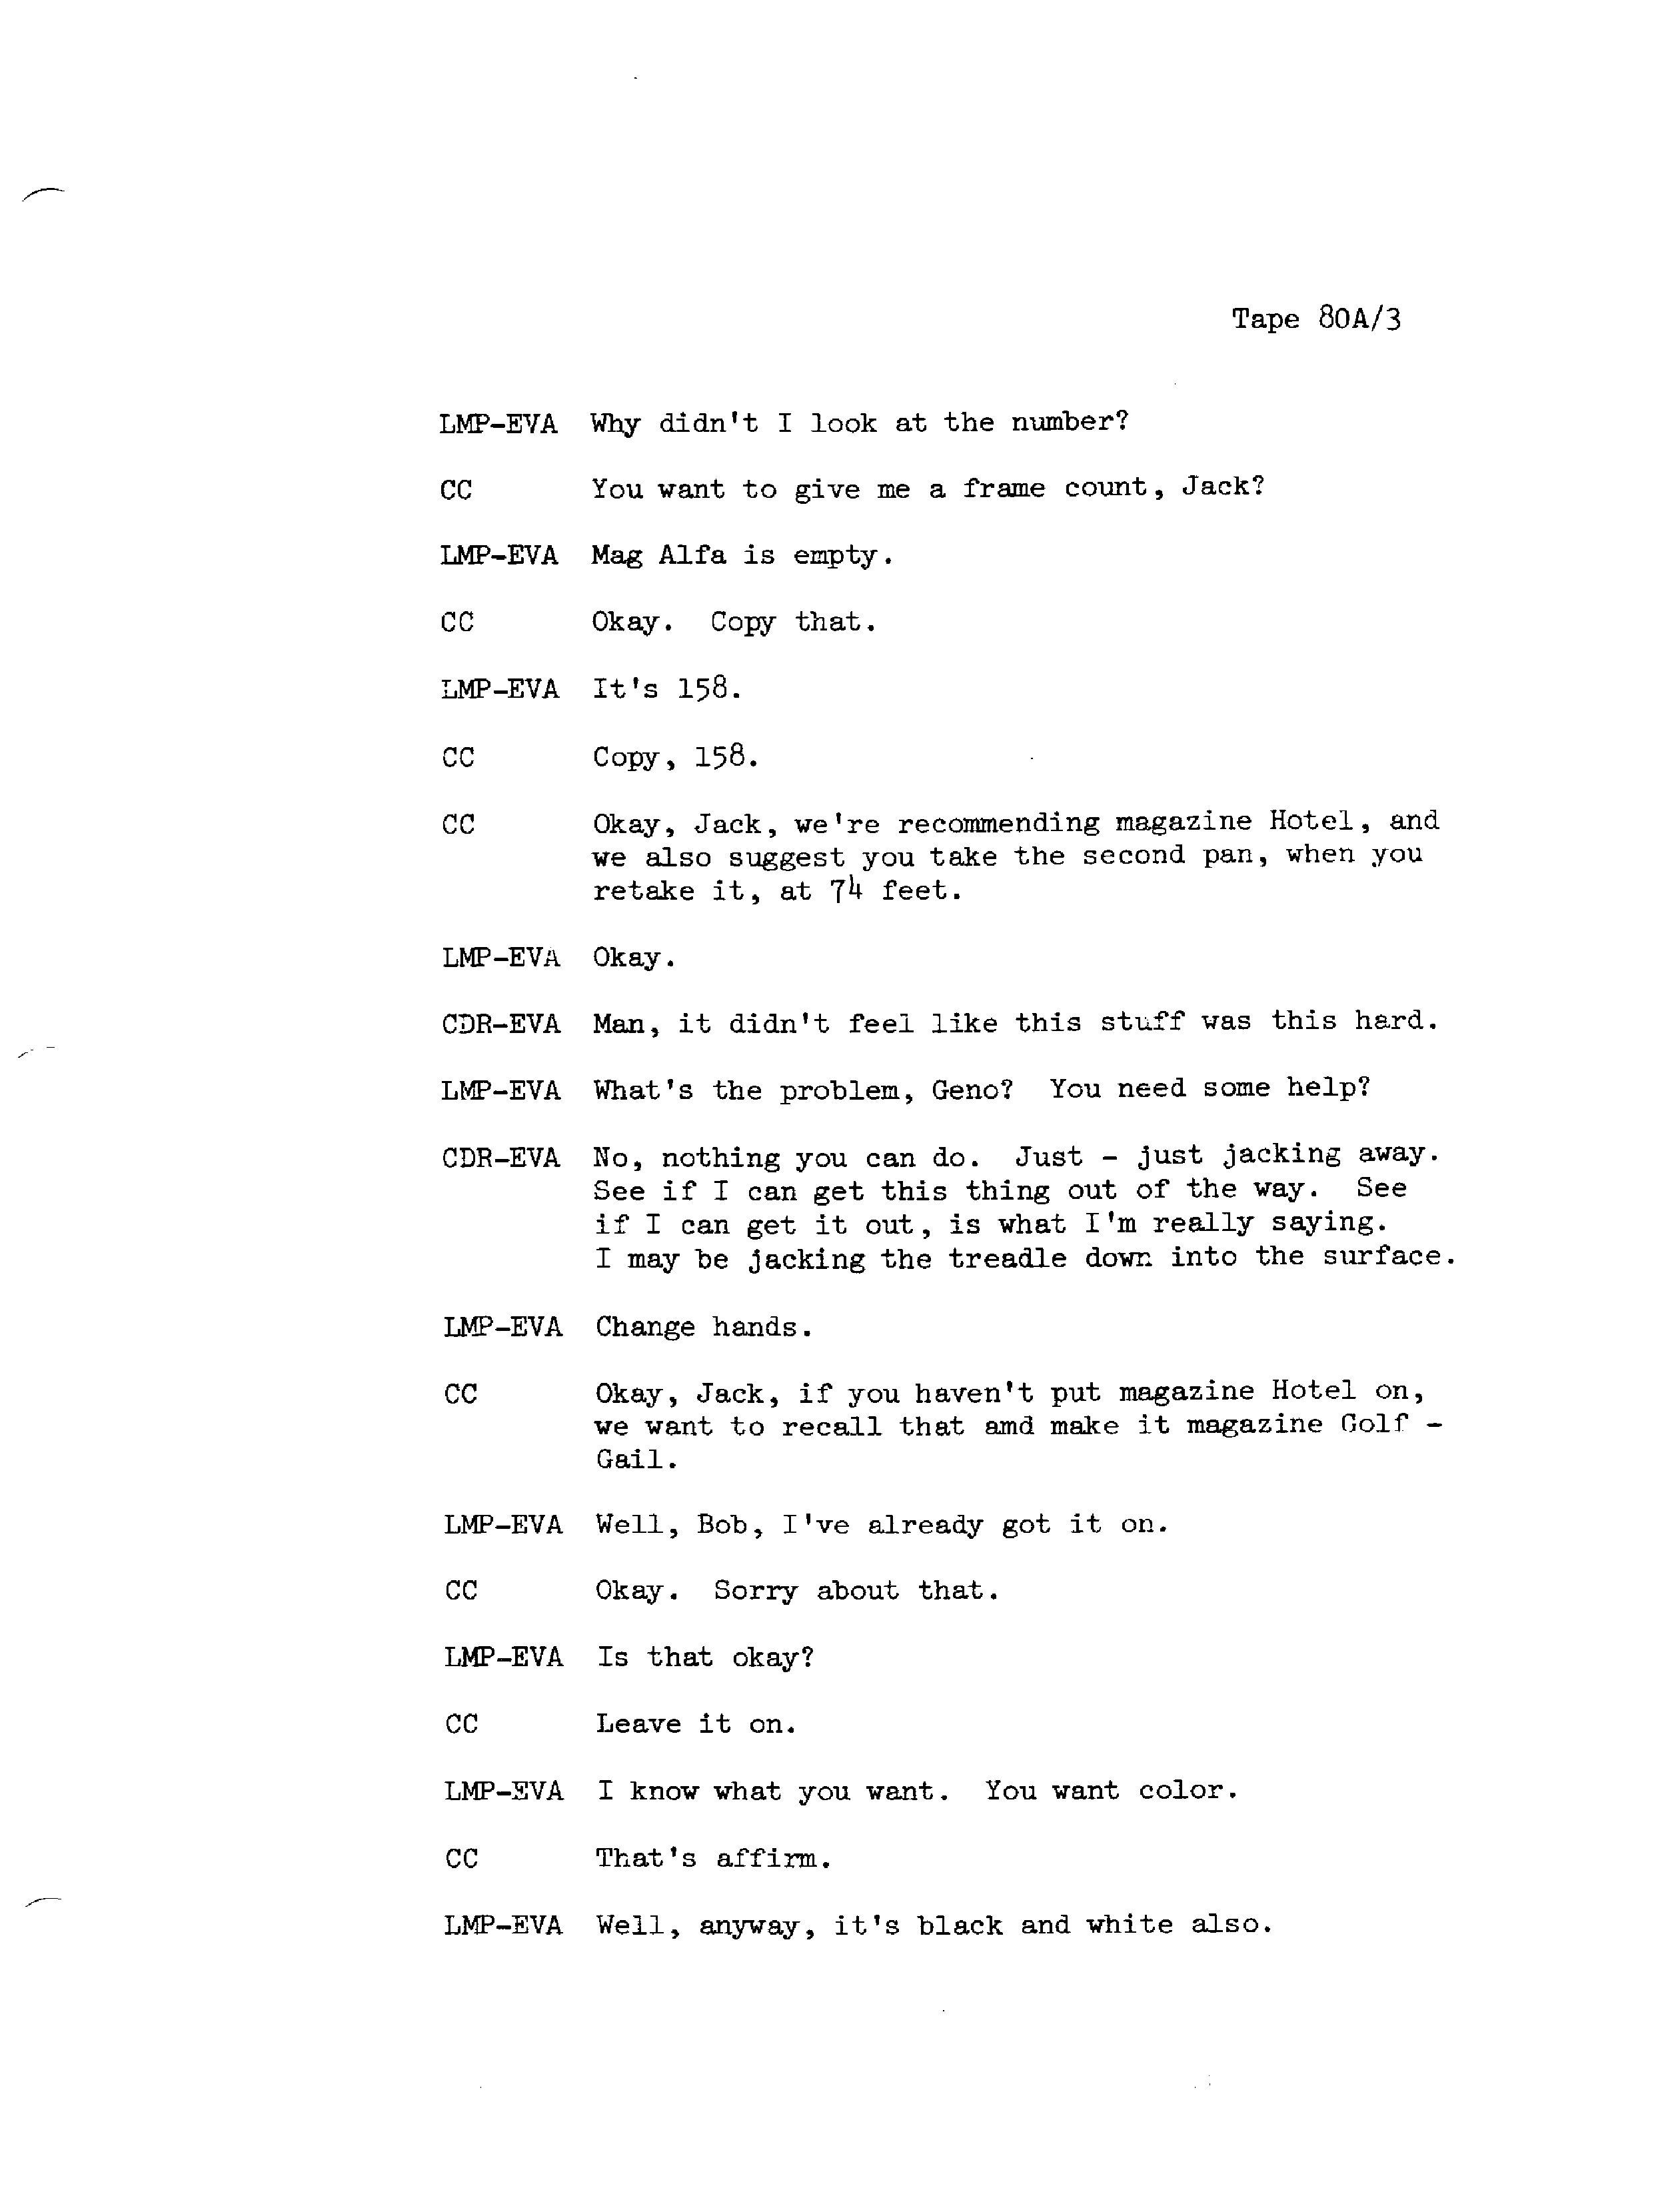 Tape 80A/3
LMP-EVA Why didn't I look at the number?
CC You want to give me a frame count, Jack?
LMP-EVA Mag Alfa is empty.
CC Okay. Copy that.
LMP-EVA It's 158.
CC Copy, 158.
CC Okay, Jack, we're recommending magazine Hotel, and
we also suggest you take the second pan, when you
retake it, at 74 feet.
LMP-EVA Okay.
CDR-EVA Man, it didn't feel like this stuff was this hard.
LMP-EVA What's the problem, Geno? You need some help?
CDR-EVA No, nothing you can do. Just - just jacking away.
See if I can get this thing out of the way. See
if I can get it out, is what I'm really saying.
I may be jacking the treadle down into the surface.
LMP-EVA Change hands.
CC Okay, Jack, if you haven't put magazine Hotel on,
we want to recall that amd make it magazine Golf -
Gail.
LMP-EVA Well, Bob, I've already got it on.
CC Okay. Sorry about that.
LMP-EVA Is that okay?
CC Leave it on.
LMP-EVA I know what you want. You want color.
CC That's affirm.
LMP-EVA Well, anyway, it's black and white also.